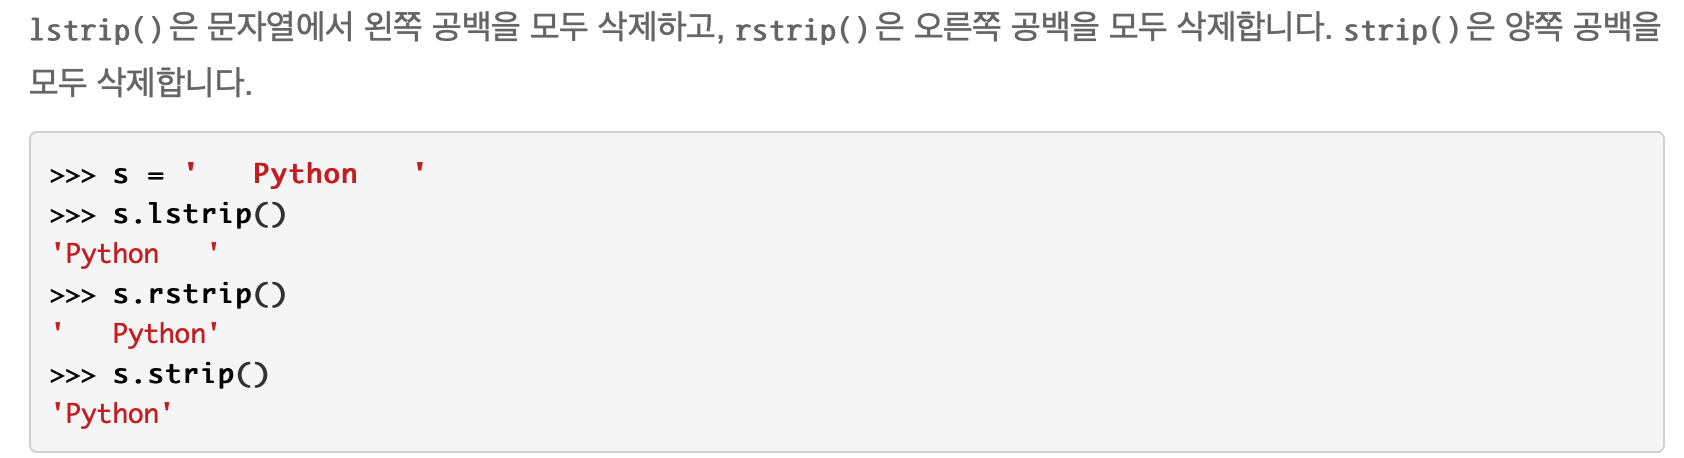 lstrip()은 문자열에서 왼쪽 공백을 모두 삭제하고, rstrip()은 오른쪽 공백을 모두 삭제합니다. strip()은 양쪽 공백을
모두 삭제합니다.
>>> s = '   Python   '
>>> s.lstrip()
'Python   '
>>> s.rstrip()
'   Python'
>>> s.strip()
'Python'